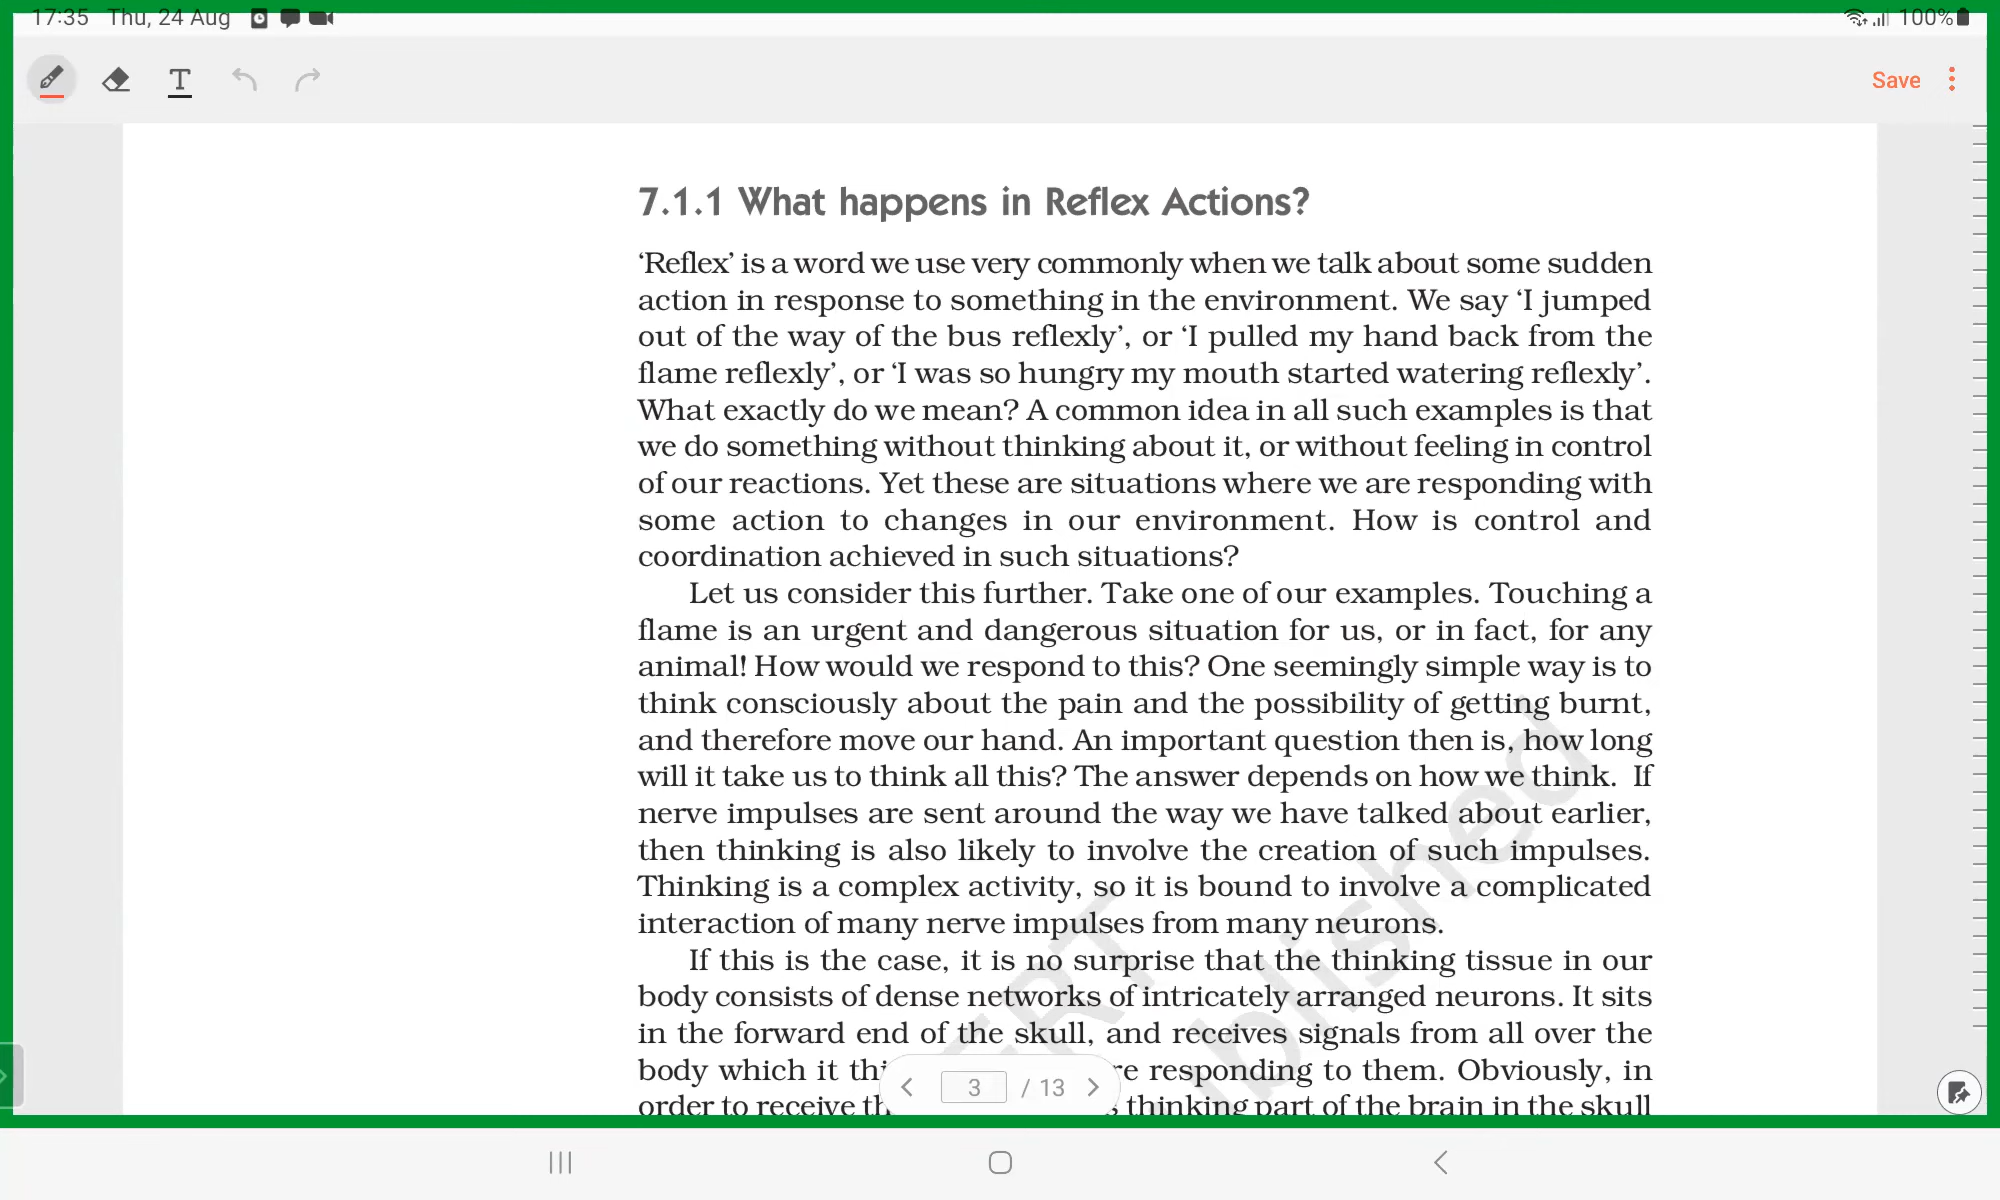 17:35 Thu, 24 Aug
100%
T
Save
7.1.1 What happens in Reflex Actions?
‘Reflex’ is a word we use very commonly when we talk about some sudden
action in response to something in the environment. We say ‘I jumped
out of the way of the bus reflexly’, or ‘I pulled my hand back from the
flame reflexly’, or ‘I was so hungry my mouth started watering reflexly’.
What exactly do we mean? A common idea in all such examples is that
we do something without thinking about it, or without feeling in control
of our reactions. Yet these are situations where we are responding with
some action to changes in our environment. How is control and
coordination achieved in such situations?
Let us consider this further. Take one of our examples. Touching a
flame is an urgent and dangerous situation for us, or in fact, for any
animal! How would we respond to this? One seemingly simple way is to
think consciously about the pain and the possibility of getting burnt,
and therefore move our hand. An important question then is, how long
will it take us to think all this? The answer depends on how we think. If
nerve impulses are sent around the way we have talked about earlier,
then thinking is also likely to involve the creation of such impulses.
Thinking is a complex activity, so it is bound to involve a complicated
interaction of many nerve impulses from many neurons.
If this is the case, it is no surprise that the thinking tissue in our
body consists of dense networks of intricately arranged neurons. It sits
in the forward end of the skull, and receives signals from all over the
body which it responding to them. Obviously, in
order to receive thinking part of the brain in the skull
3 / 13